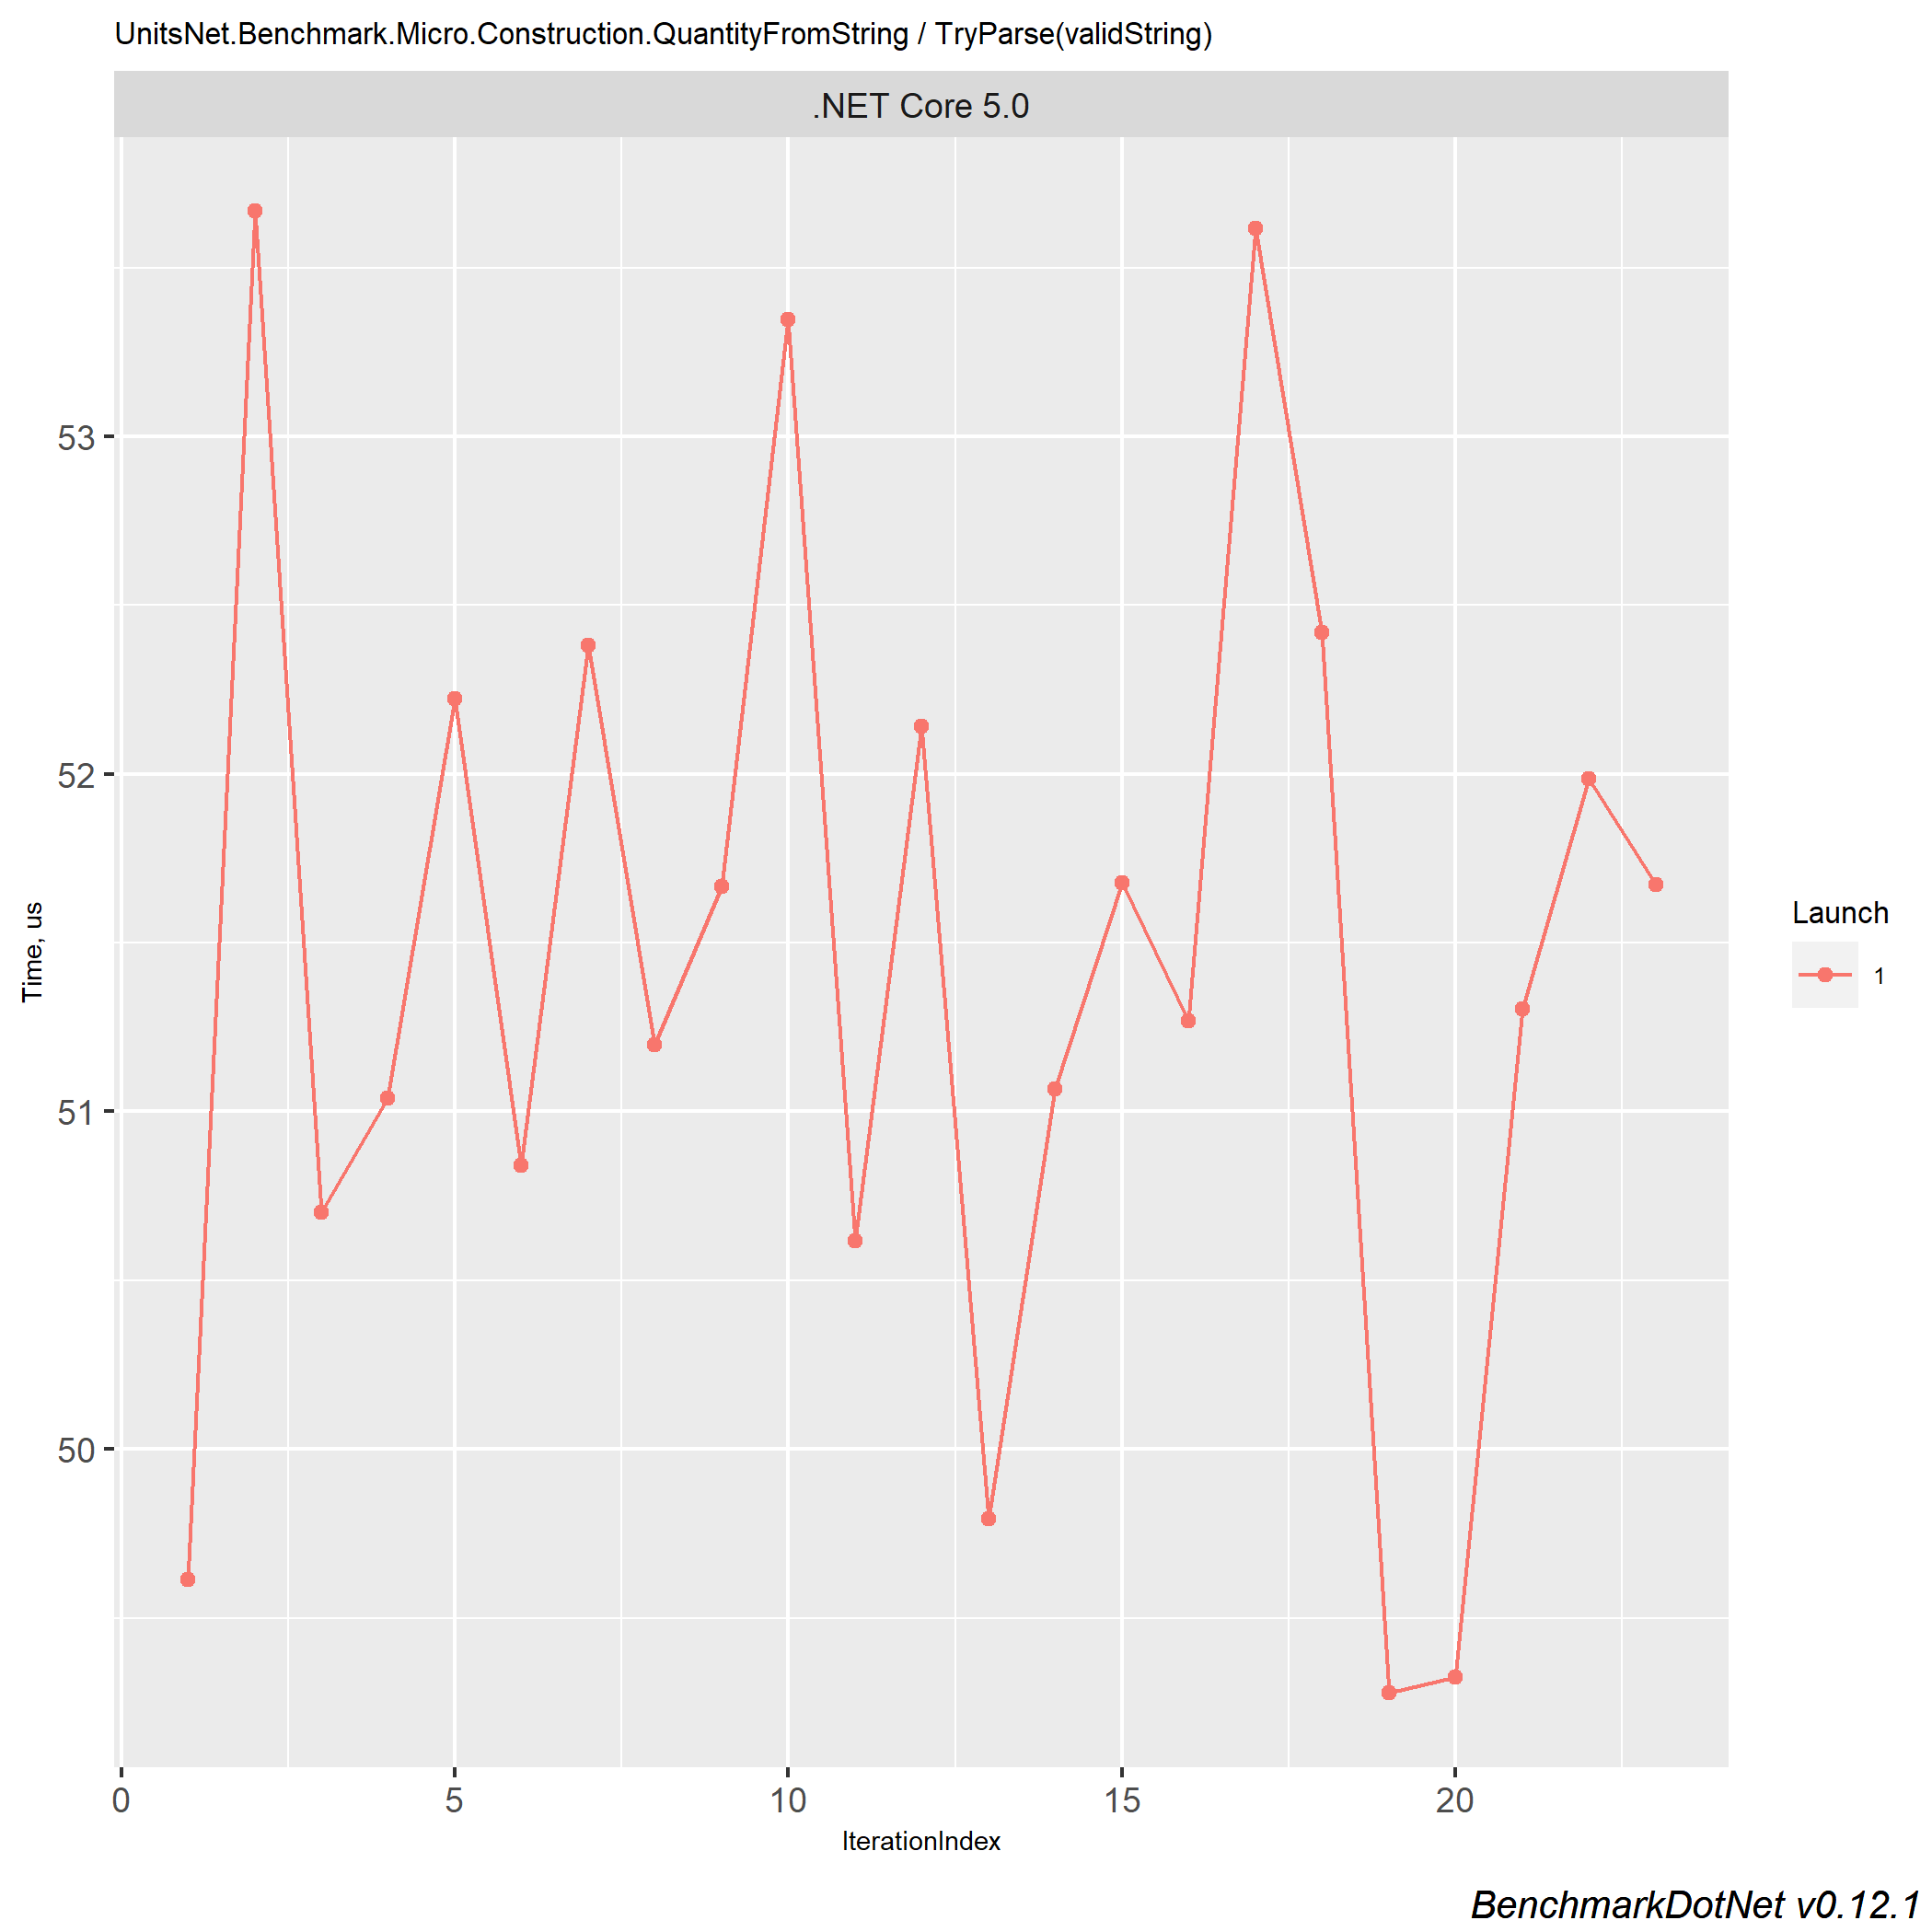 UnitsNet.Benchmark.Micro.Construction.QuantityFromString / TryParse(validString)
.NET Core 5.0
53
52
51
50
Time, us
Launch
1
0 5 10 15 20
IterationIndex
BenchmarkDotNet v0.12.1